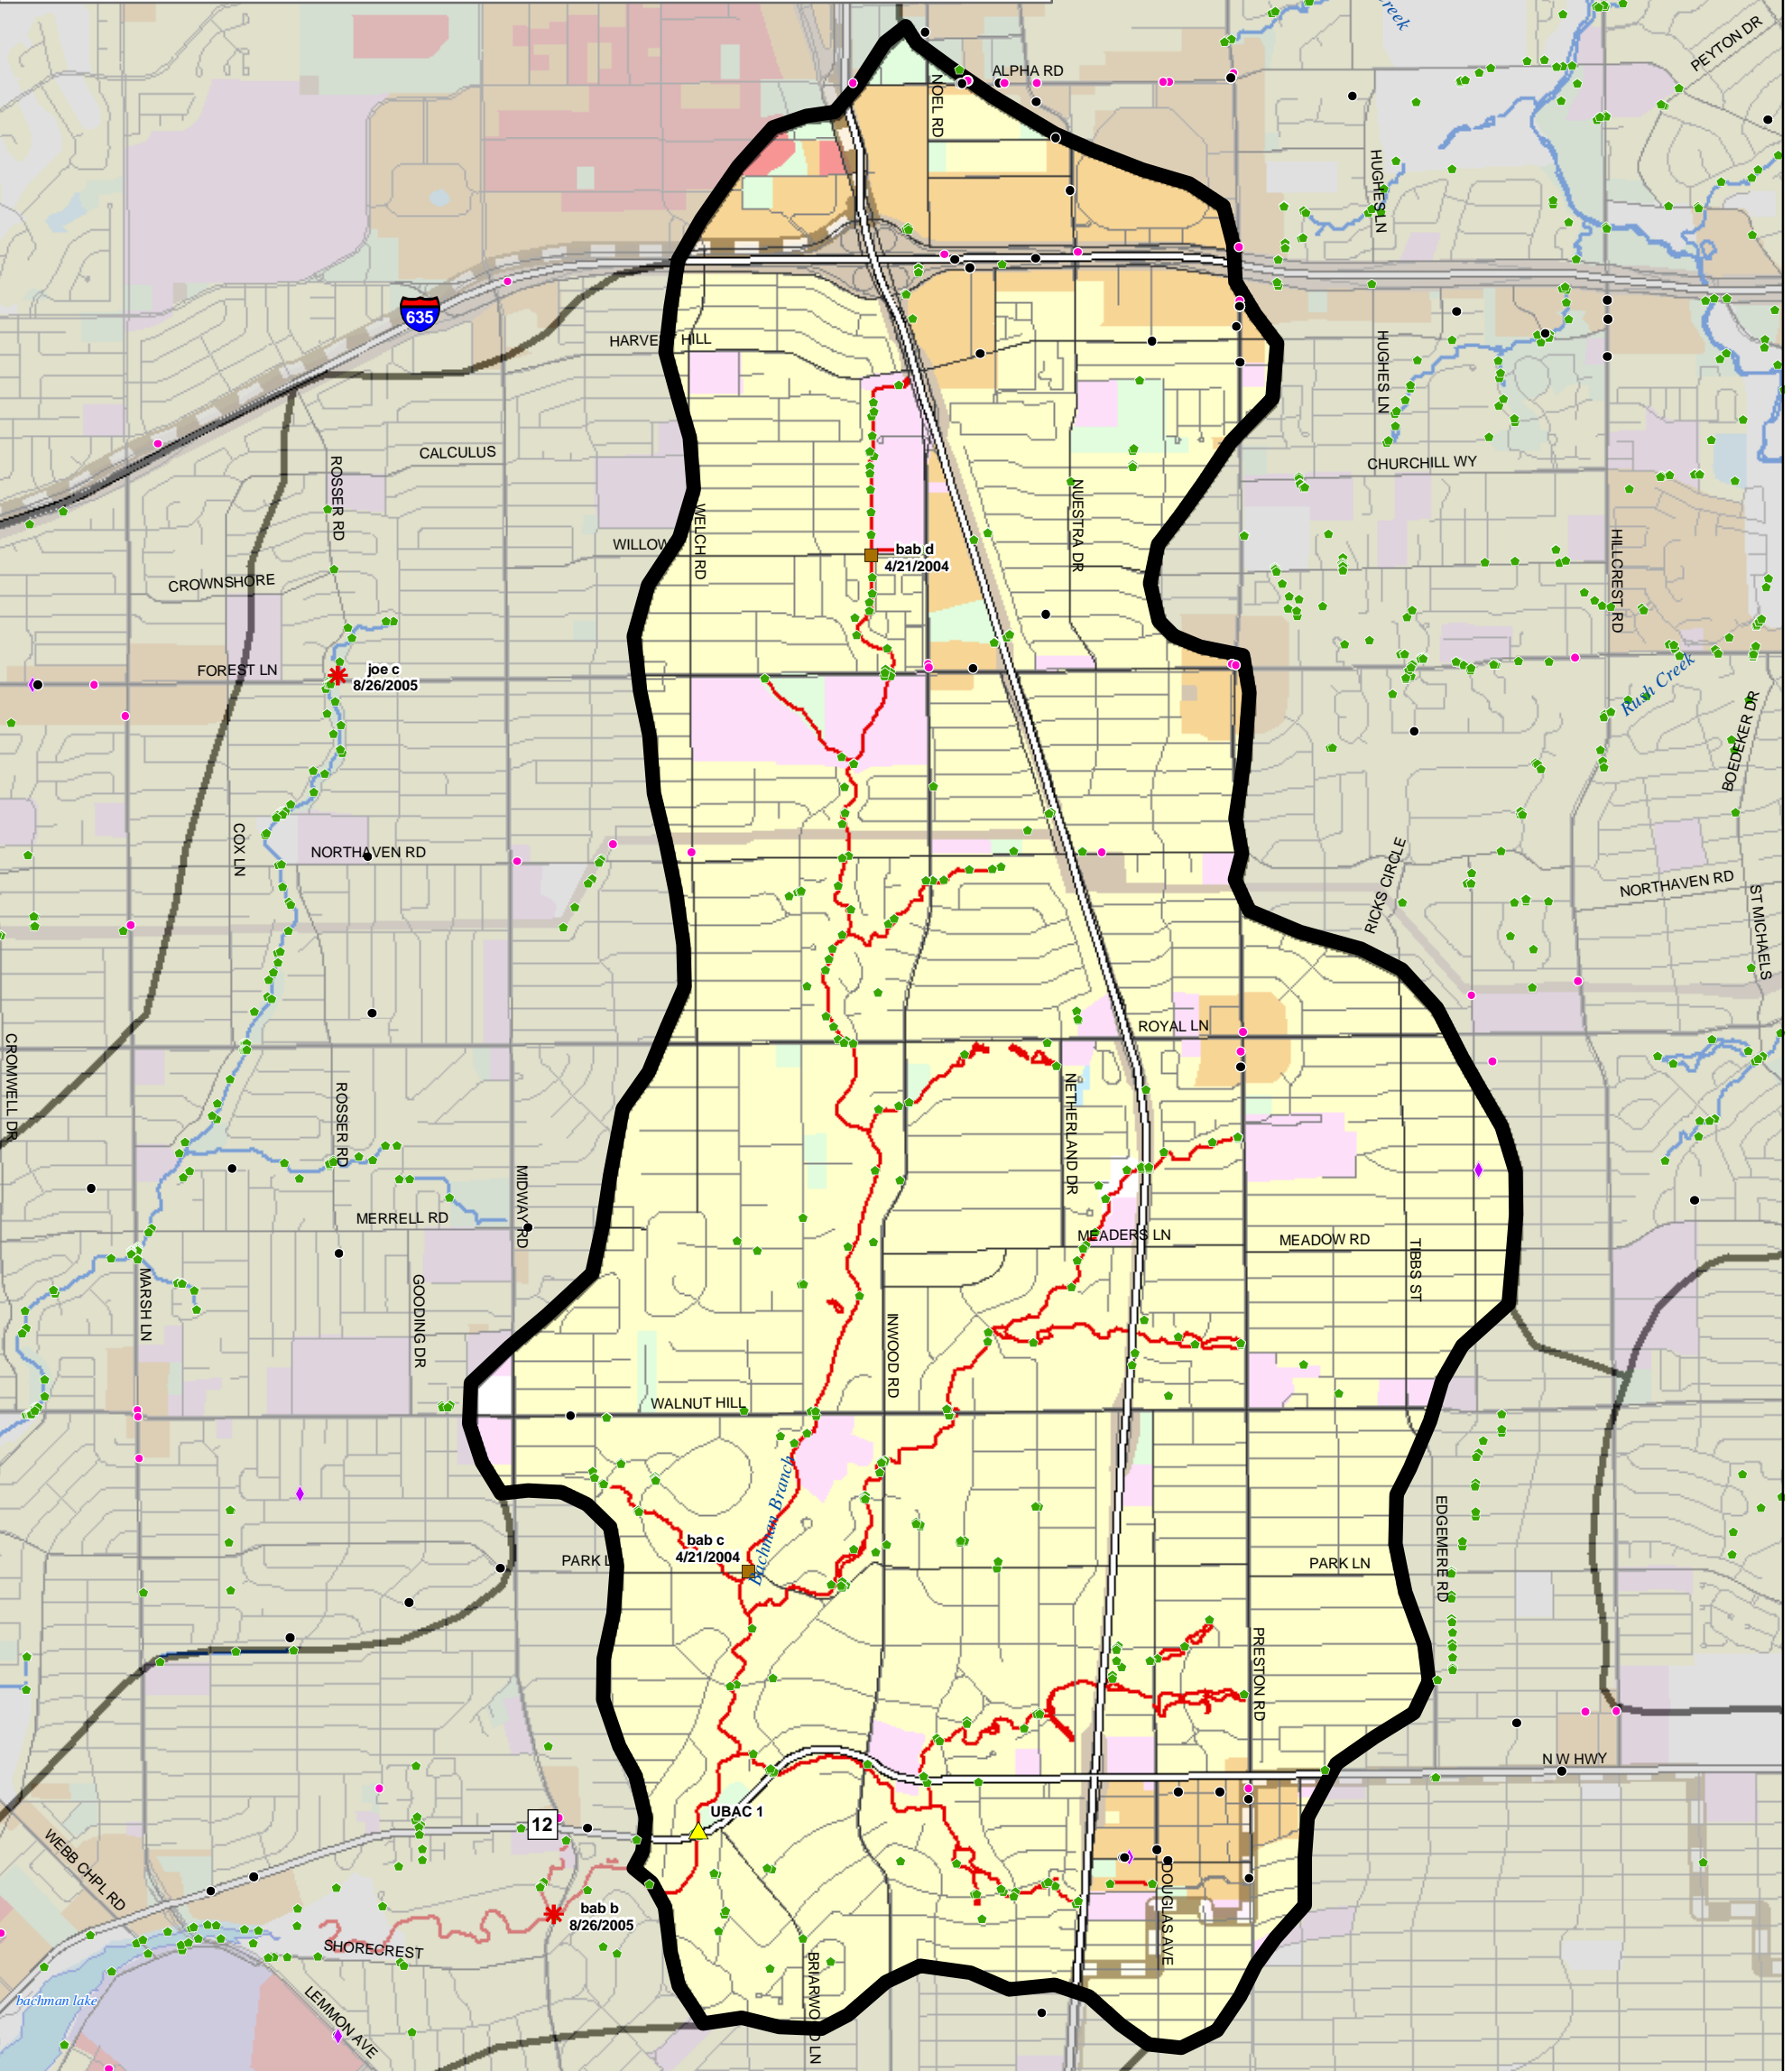 Creek
PEYTON DR
ALPHA RD
NOEL RD
HUGHES LN
635
HARVEST HILL
HUGHES LN
CALCULUS
CHURCHILL WY
ROSSER RD
NUESTRA DR
WELCH RD
HILLCREST RD
WILLOW
bab d
4/21/2004
CROWNSHORE
FOREST LN
joe c
8/26/2005
Rush Creek
BOEDEKER DR
COX LN
NORTHAVEN RD
RICKS CIRCLE
NORTHAVEN RD
ST MICHAELS
ROYAL LN
CROMWELL DR
ROSSER RD
NETHERLAND DR
MIDWAY RD
MERRELL RD
MEADERS LN
MEADOW RD
TIBBS ST
MARSH LN
GOODING DR
INWOOD RD
WALNUT HILL
Bachman Branch
EDGEMERE RD
bab c
4/21/2004
PARK L
PARK LN
PRESTON RD
N W HWY
UBAC 1
12
WEBB CHPL RD
DOUGLAS AVE
bab b
8/26/2005
SHORECREST
BRIARWOOD LN
bachman lake
LEMMON AVE